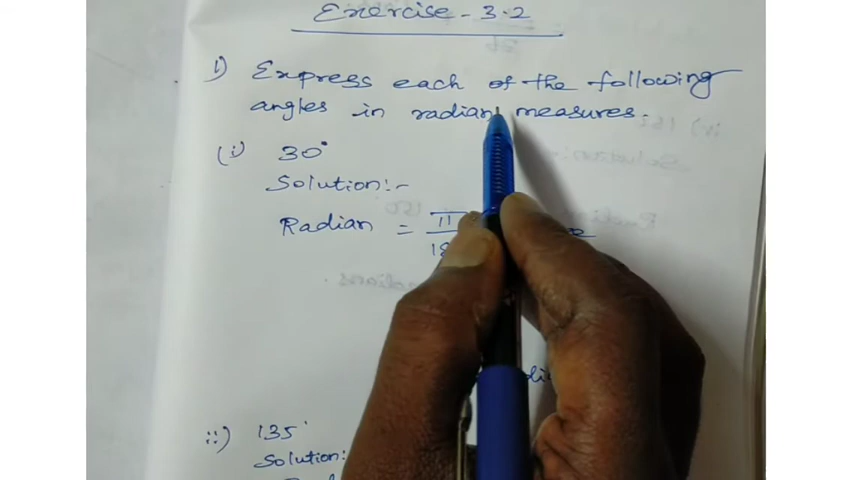 Exercise - 3.2
1) Express each of the following
angles in radian measures.
(i) 30°
Solution:-
Radian = π
18
ii) 135°
Solution: